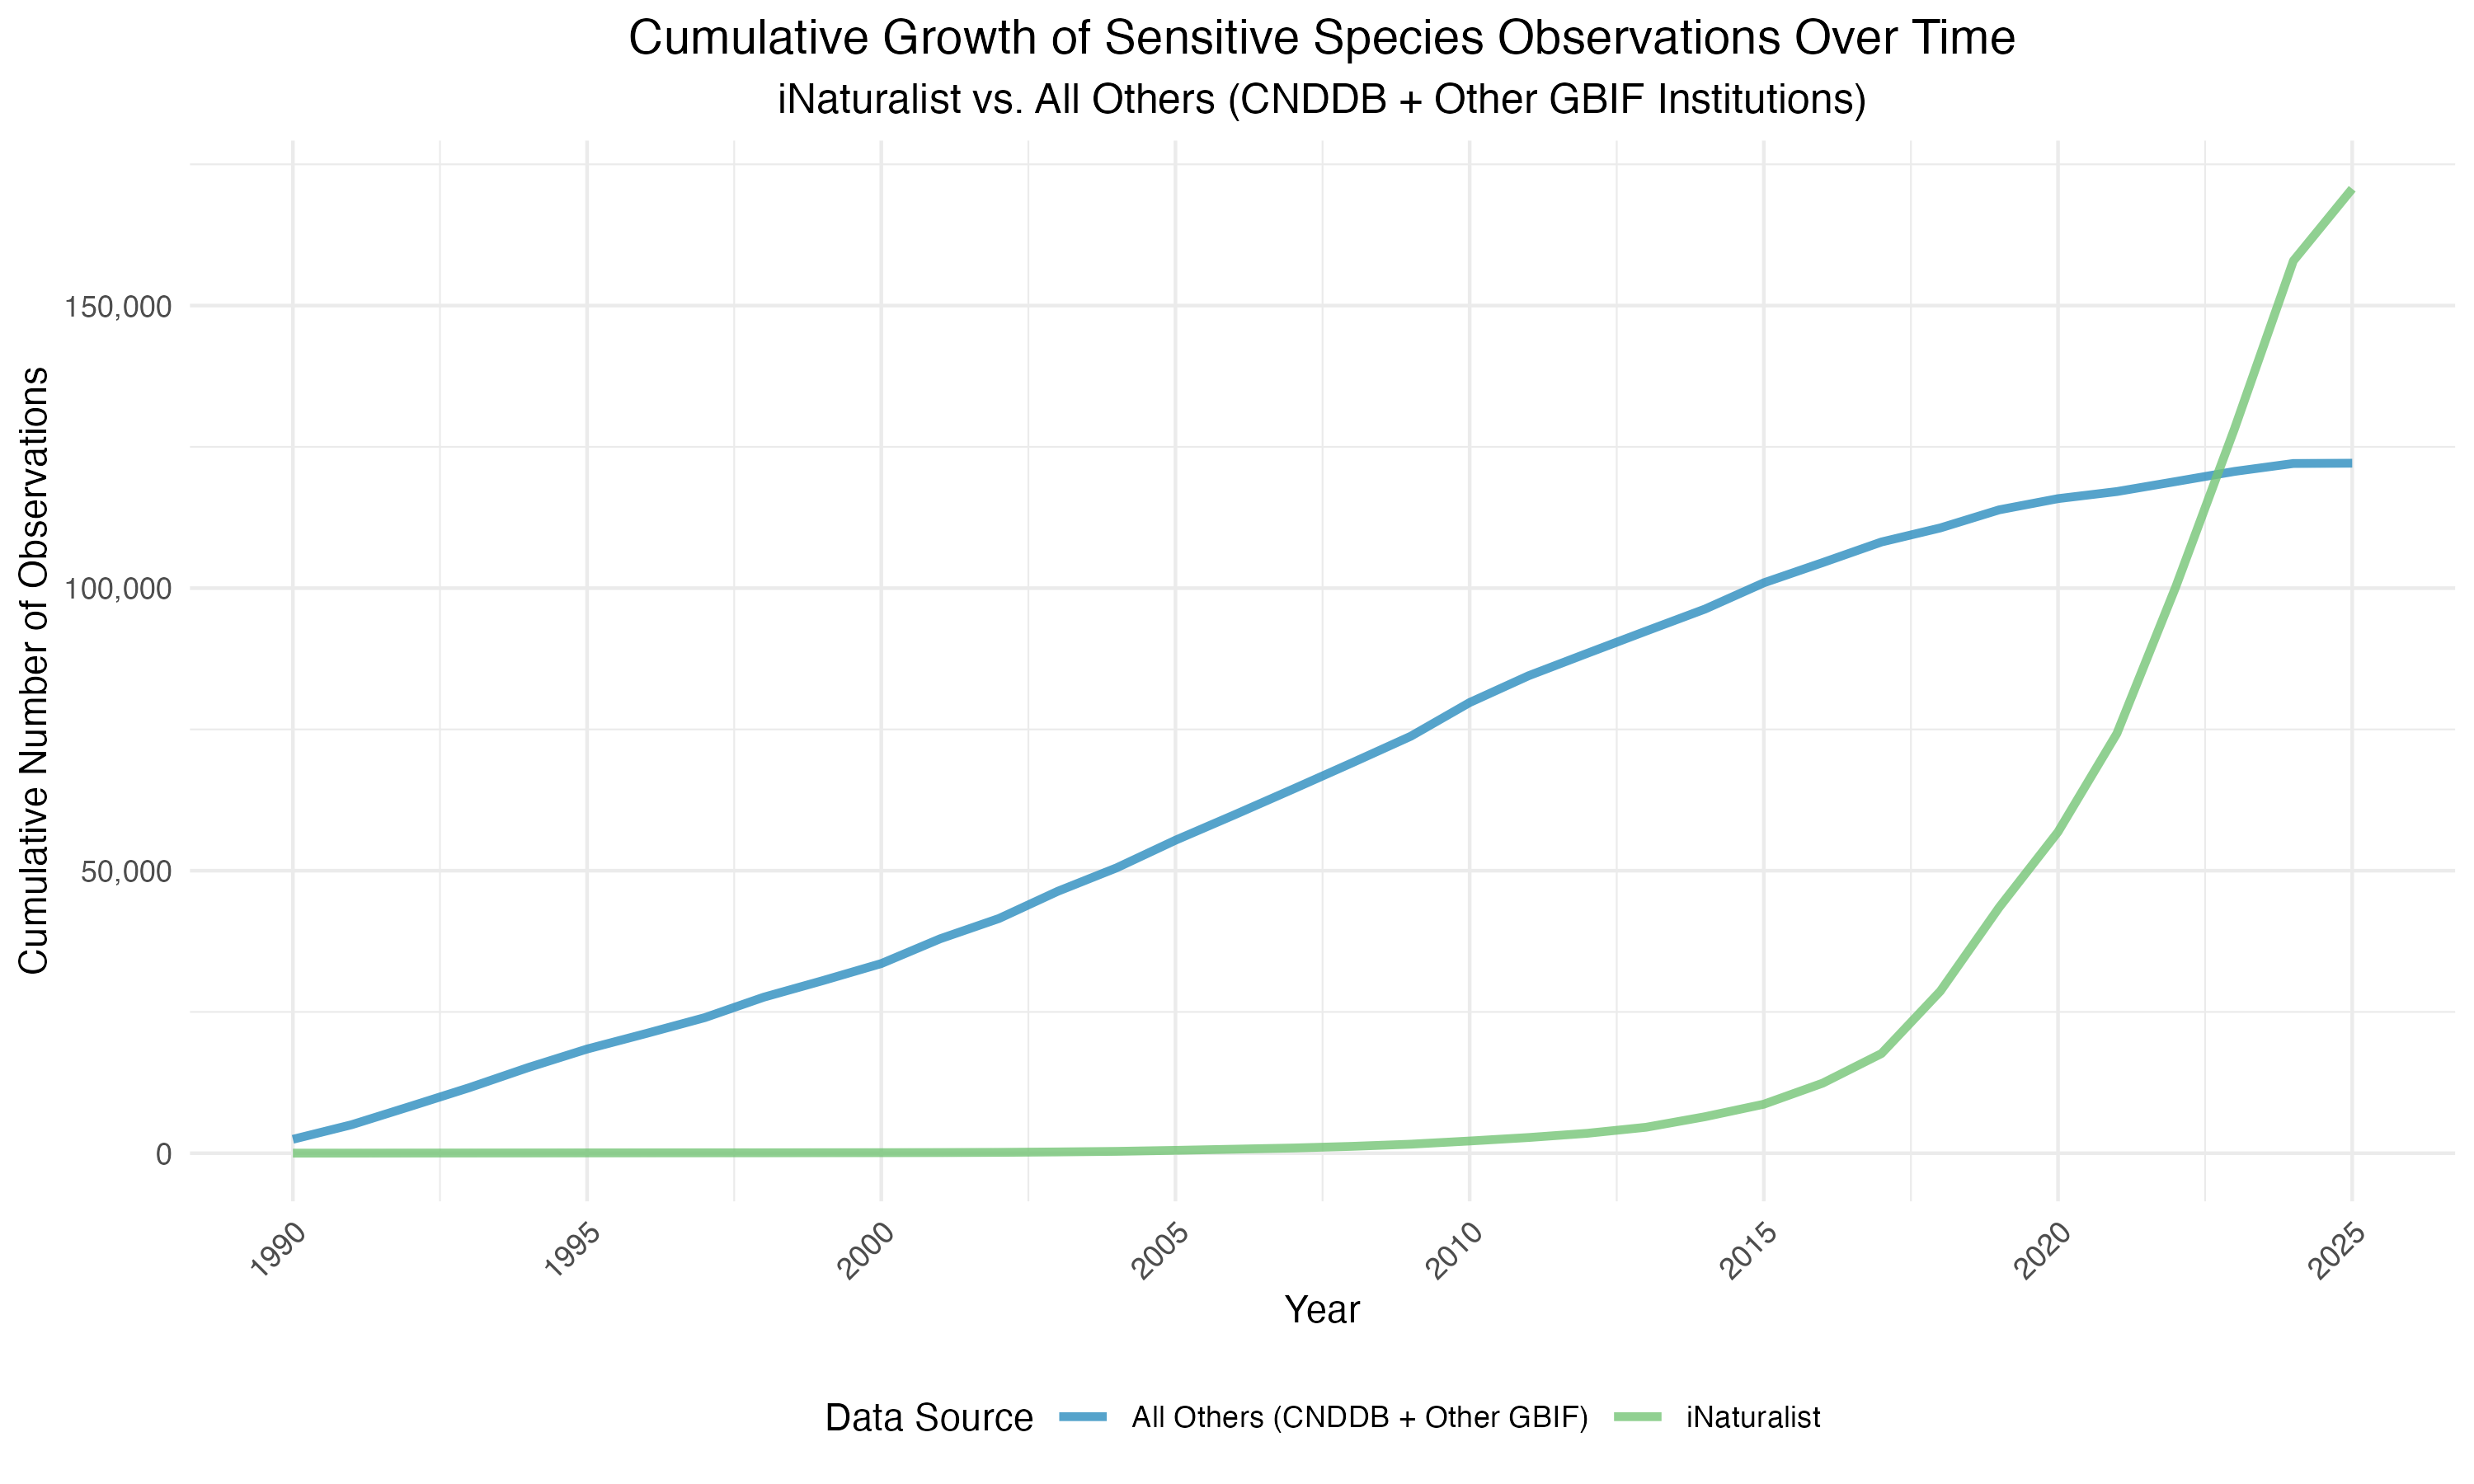 Cumulative Growth of Sensitive Species Observations Over Time
iNaturalist vs. All Others (CNDDB + Other GBIF Institutions)
Cumulative Number of Observations
150,000
100,000
50,000
0
1990
1995
2000
2005
2010
2015
2020
2025
Year
Data Source
All Others (CNDDB + Other GBIF)
iNaturalist